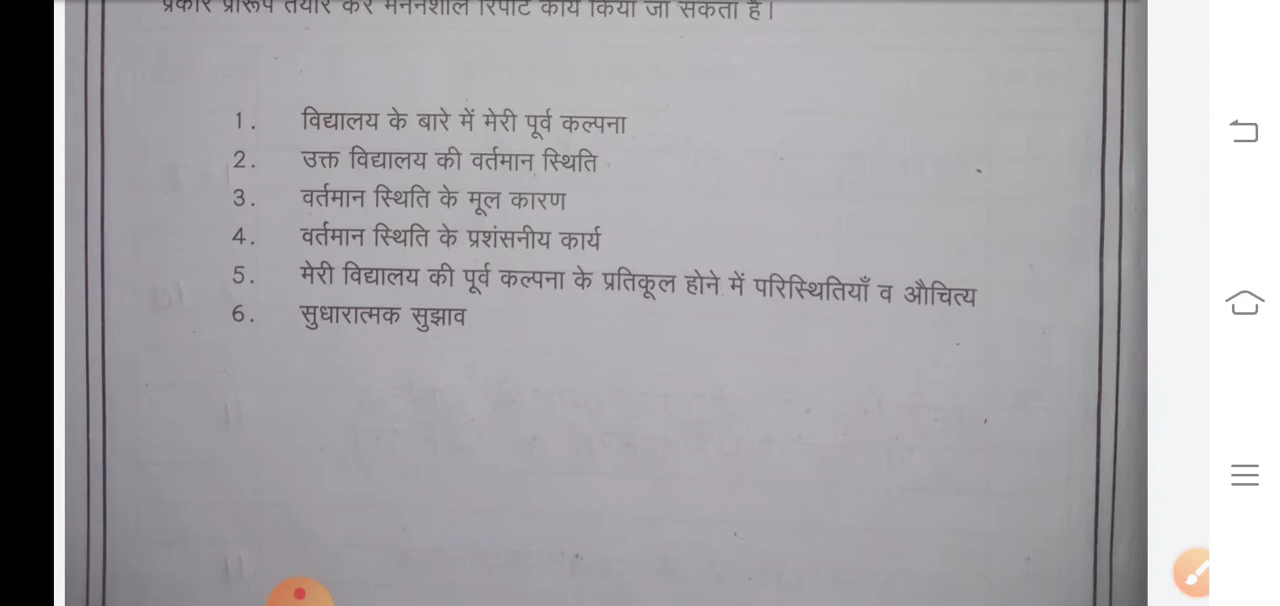 प्रकार प्रारूप तैयार कर मननशील रिपोर्ट कार्य किया जा सकता है।
1. विद्यालय के बारे में मेरी पूर्व कल्पना
2. उक्त विद्यालय की वर्तमान स्थिति
3. वर्तमान स्थिति के मूल कारण
4. वर्तमान स्थिति के प्रशंसनीय कार्य
5. मेरी विद्यालय की पूर्व कल्पना के प्रतिकूल होने में परिस्थितियाँ व औचित्य
6. सुधारात्मक सुझाव